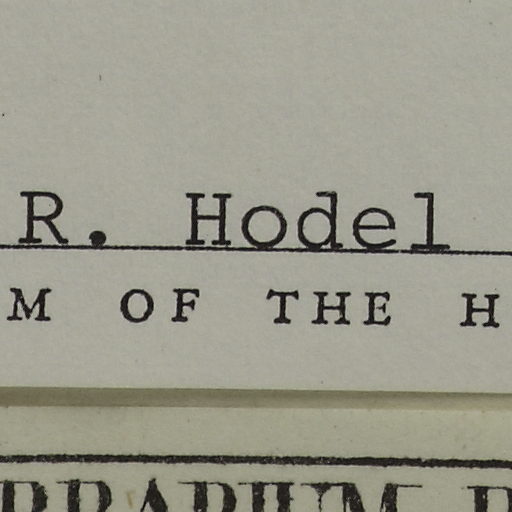 R. Hodel
M OF THE H